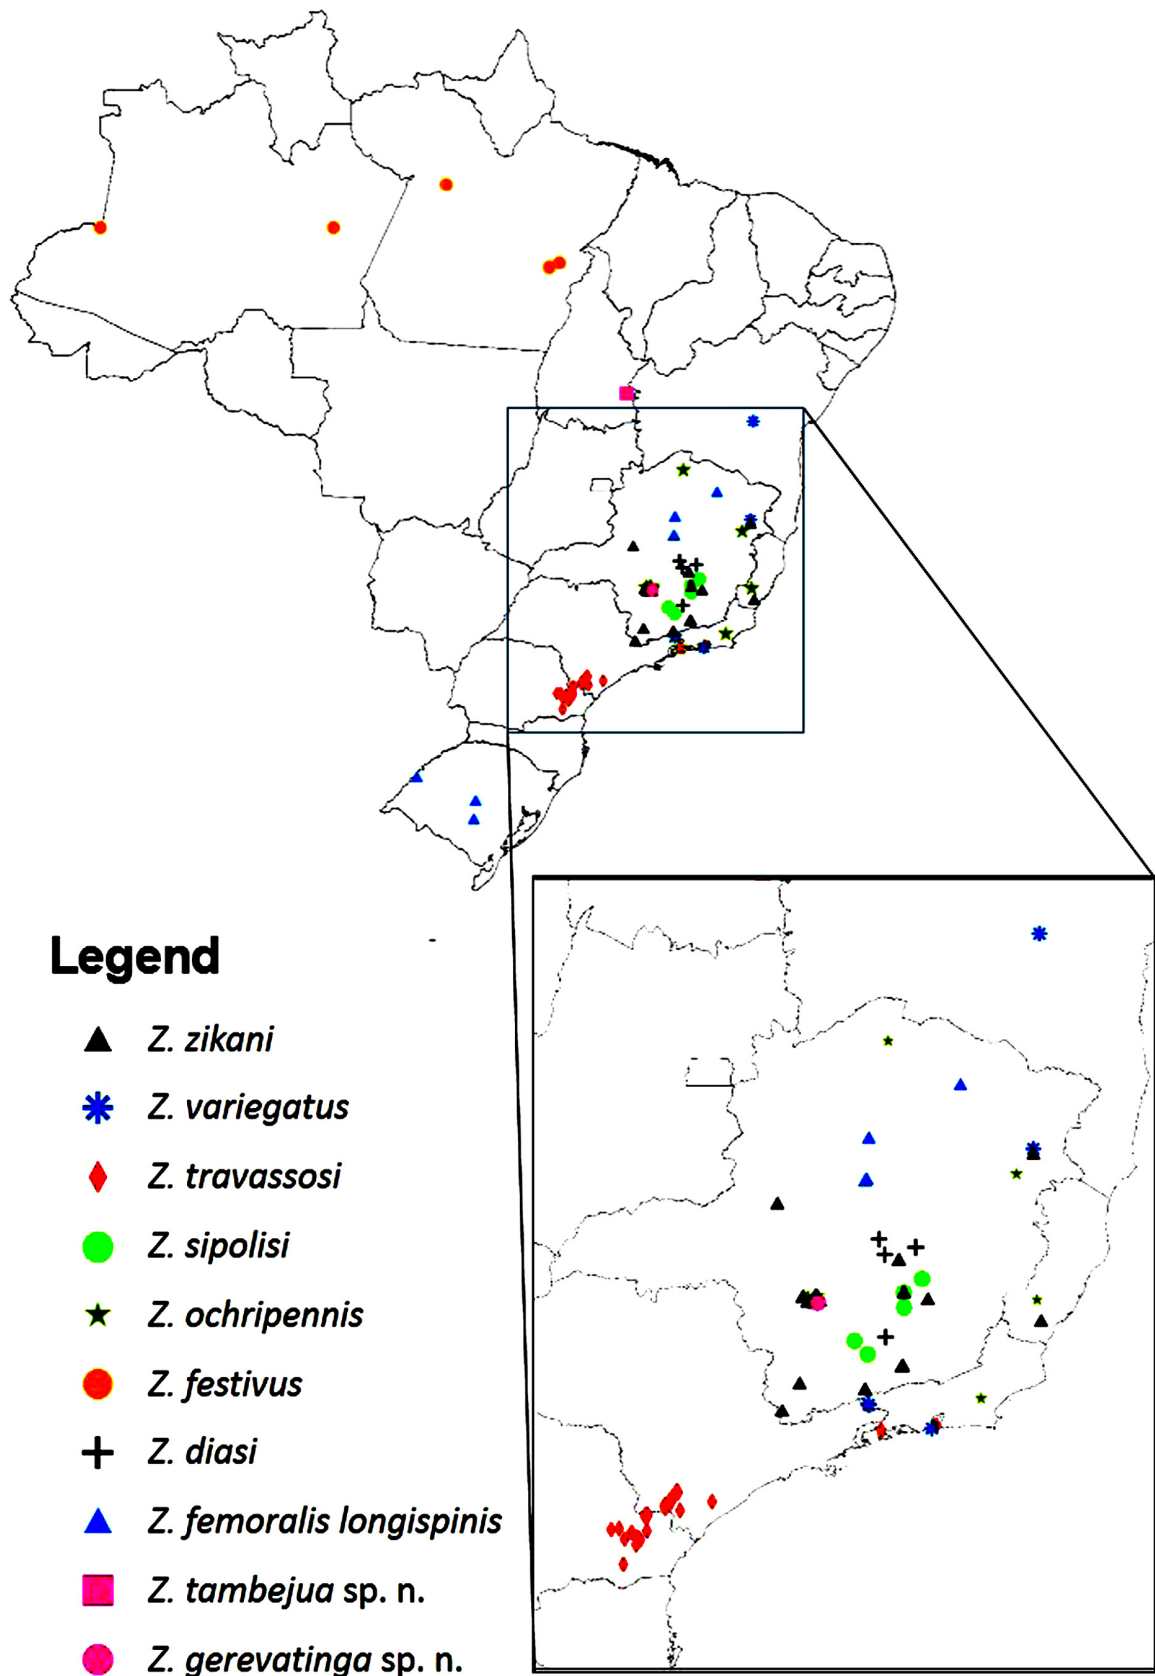 Legend
Z. zikani
Z. variegatus
Z. travassosi
Z. sipolisi
Z. ochripennis
Z. festivus
Z. diasi
Z. femoralis longispinis
Z. tambejua sp. n.
Z. gerevatinga sp. n.